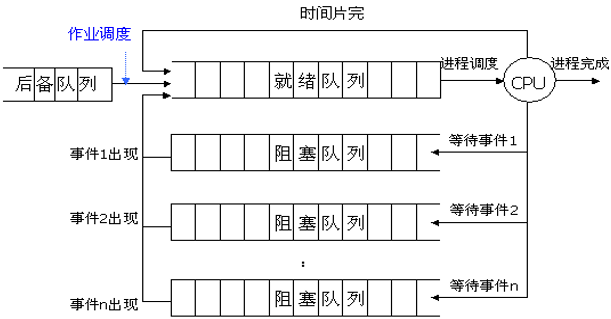 时间片完
作业调度
后备队列
就绪队列
进程调度
CPU
进程完成
事件1出现
阻塞队列
等待事件1
事件2出现
阻塞队列
等待事件2
:
事件n出现
阻塞队列
等待事件n